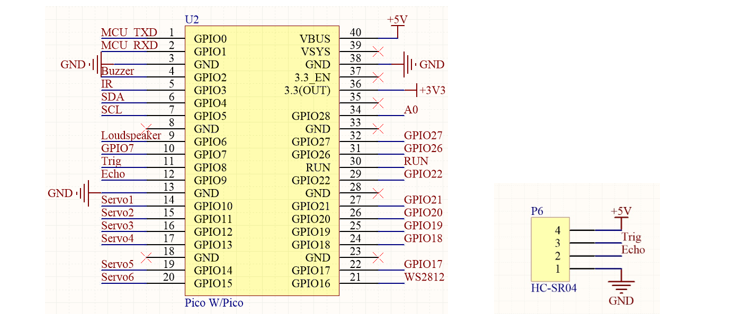 U2
+5V
MCU_TXD 1 GPIO0 VBUS 40
MCU_RXD 2 GPIO1 VSYS 39
GND 3 GND GND 38 GND
Buzzer 4 GPIO2 3.3_EN 37
IR 5 GPIO3 3.3(OUT) 36 +3V3
SDA 6 GPIO4 35
SCL 7 GPIO5 GPIO28 34 A0
8 GND GND 33
Loudspeaker 9 GPIO6 GPIO27 32 GPIO27
GPIO7 10 GPIO7 GPIO26 31 GPIO26
Trig 11 GPIO8 RUN 30 RUN
Echo 12 GPIO9 GPIO22 29 GPIO22
GND 13 GND GND 28
Servo1 14 GPIO10 GPIO21 27 GPIO21
Servo2 15 GPIO11 GPIO20 26 GPIO20
Servo3 16 GPIO12 GPIO19 25 GPIO19
Servo4 17 GPIO13 GPIO18 24 GPIO18
18 GND GND 23
Servo5 19 GPIO14 GPIO17 22 GPIO17
Servo6 20 GPIO15 GPIO16 21 WS2812
Pico W/Pico
P6
+5V
4
3 Trig
2 Echo
1
HC-SR04
GND